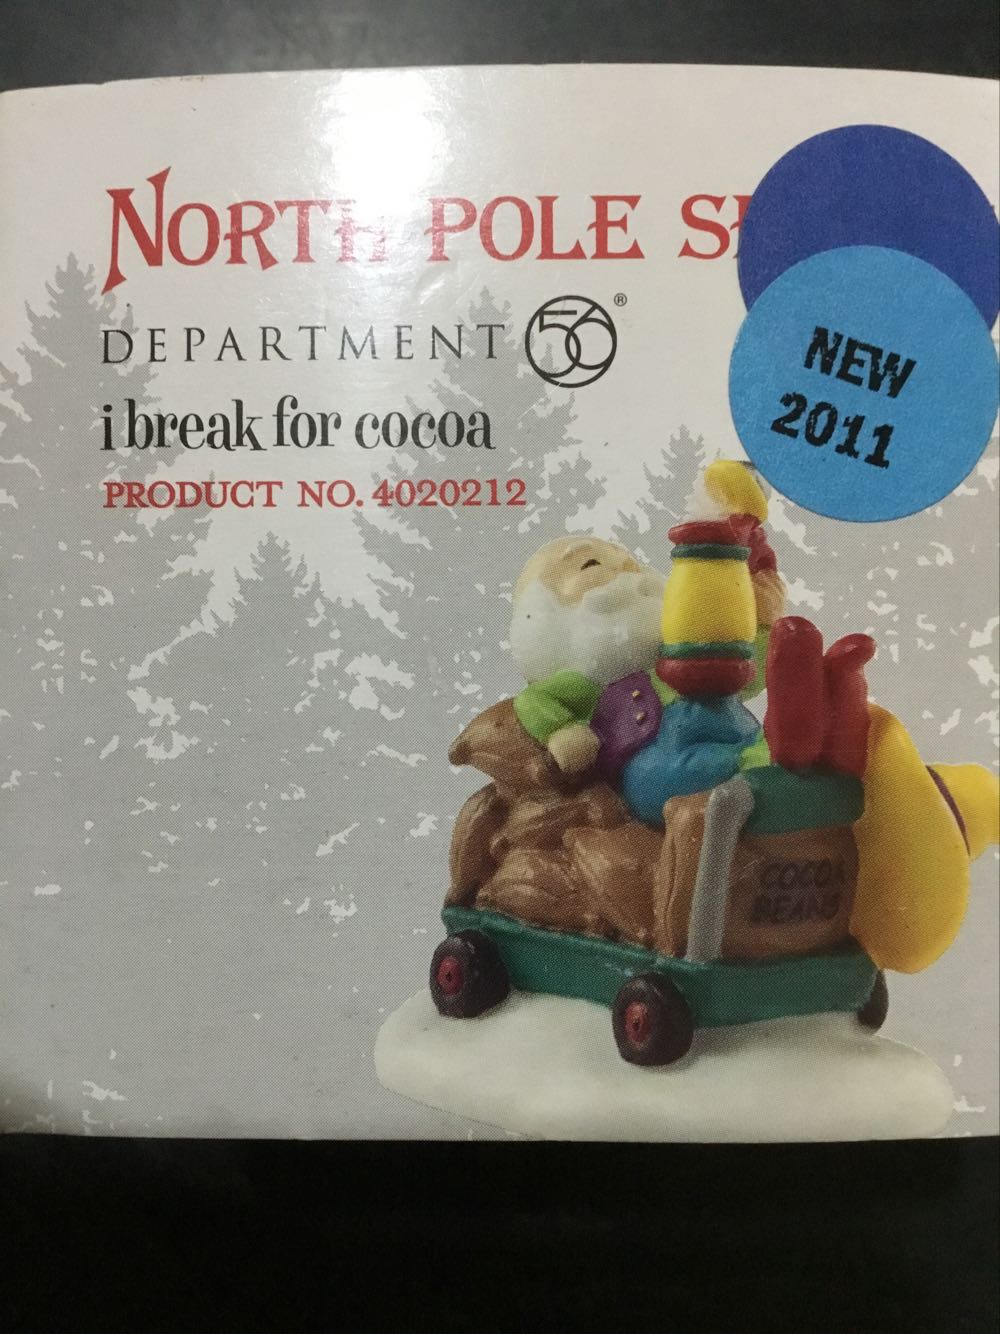 NORTH POLE
DEPARTMENT 56®
i break for cocoa
PRODUCT NO. 4020212
NEW
2011
COCOA
BEANS